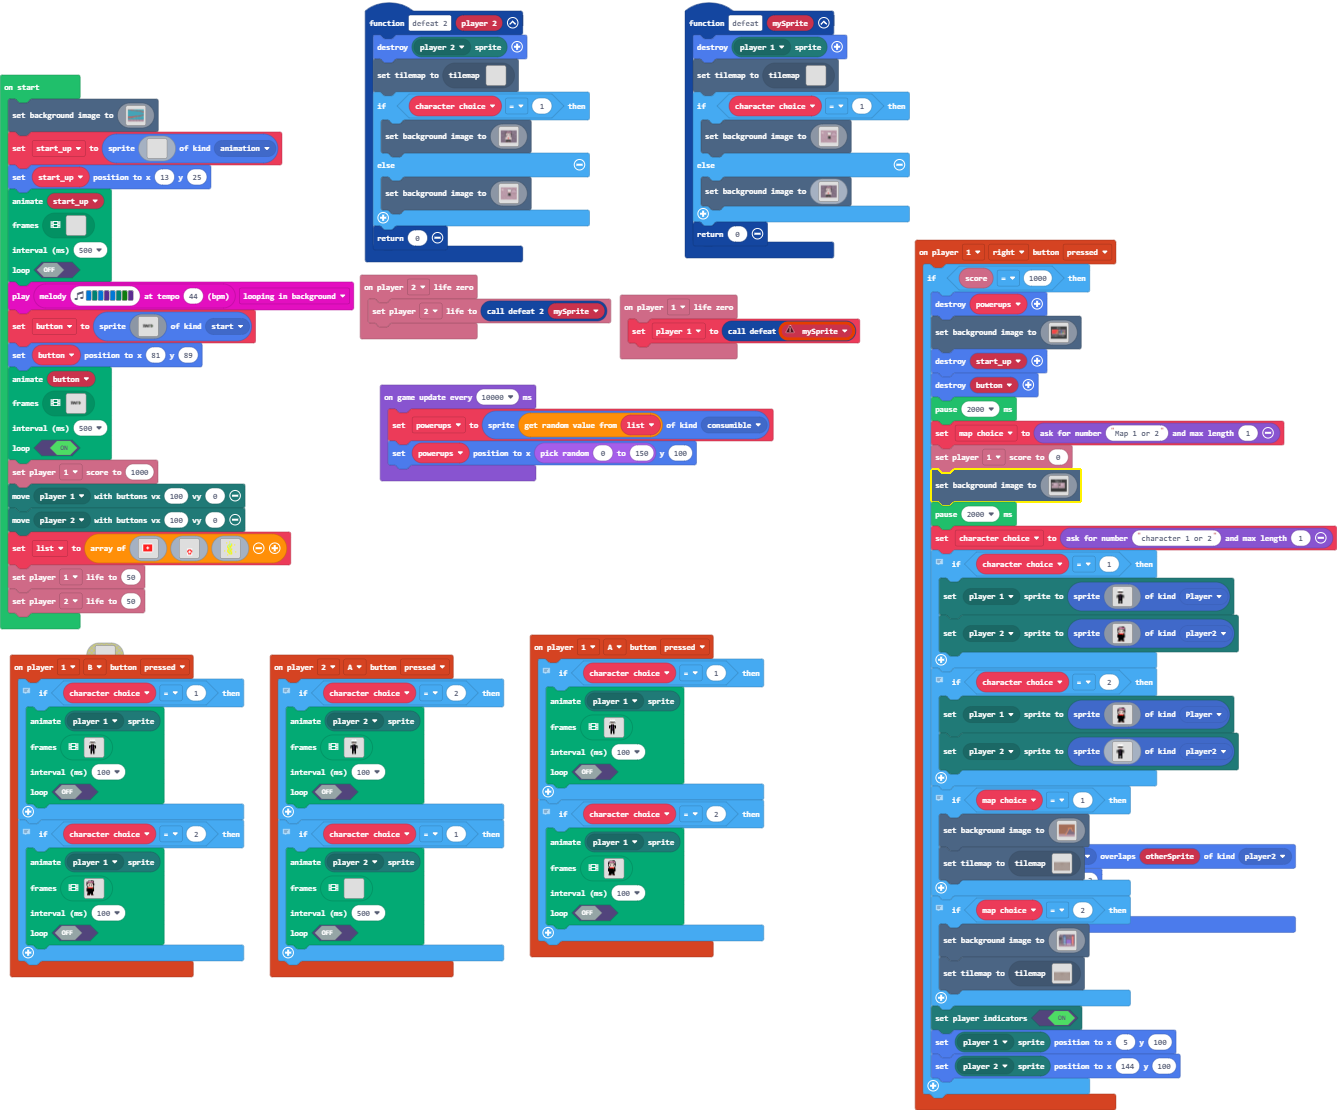 function defeat 2 player 2
destroy player 2 sprite
set tilemap to tilemap
if character choice = 1 then
set background image to
else
set background image to
return 0
function defeat mySprite
destroy player 1 sprite
set tilemap to tilemap
if character choice = 1 then
set background image to
else
set background image to
return 0
on start
set background image to
set start_up to sprite of kind animation
set start_up position to x 13 y 25
animate start_up
frames
interval (ms) 500
loop OFF
play melody at tempo 44 (bpm) looping in background
set button to sprite of kind start
set button position to x 81 y 89
animate button
frames
interval (ms) 500
loop ON
set player 1 score to 1000
move player 1 with buttons vx 100 vy 0
move player 2 with buttons vx 100 vy 0
set list to array of
set player 1 life to 50
set player 2 life to 50
on player 2 life zero
set player 2 life to call defeat 2 mySprite
on player 1 life zero
set player 1 to call defeat mySprite
on game update every 10000 ms
set powerups to sprite get random value from list of kind consumible
set powerups position to x pick random 0 to 150 y 100
on player 1 B button pressed
if character choice = 1 then
animate player 1 sprite
frames
interval (ms) 100
loop OFF
if character choice = 2 then
animate player 1 sprite
frames
interval (ms) 100
loop OFF
on player 2 A button pressed
if character choice = 2 then
animate player 2 sprite
frames
interval (ms) 100
loop OFF
if character choice = 1 then
animate player 2 sprite
frames
interval (ms) 500
loop OFF
on player 1 A button pressed
if character choice = 1 then
animate player 1 sprite
frames
interval (ms) 100
loop OFF
if character choice = 2 then
animate player 1 sprite
frames
interval (ms) 100
loop OFF
on player 1 right button pressed
if score = 1000 then
destroy powerups
set background image to
destroy start_up
destroy button
pause 2000 ms
set map choice to ask for number "Map 1 or 2" and max length 1
set player 1 score to 0
set background image to
pause 2000 ms
set character choice to ask for number "character 1 or 2" and max length 1
if character choice = 1 then
set player 1 sprite to sprite of kind Player
set player 2 sprite to sprite of kind player2
if character choice = 2 then
set player 1 sprite to sprite of kind Player
set player 2 sprite to sprite of kind player2
if map choice = 1 then
set background image to
set tilemap to tilemap
overlaps otherSprite of kind player2
if map choice = 2 then
set background image to
set tilemap to tilemap
set player indicators ON
set player 1 sprite position to x 5 y 100
set player 2 sprite position to x 144 y 100